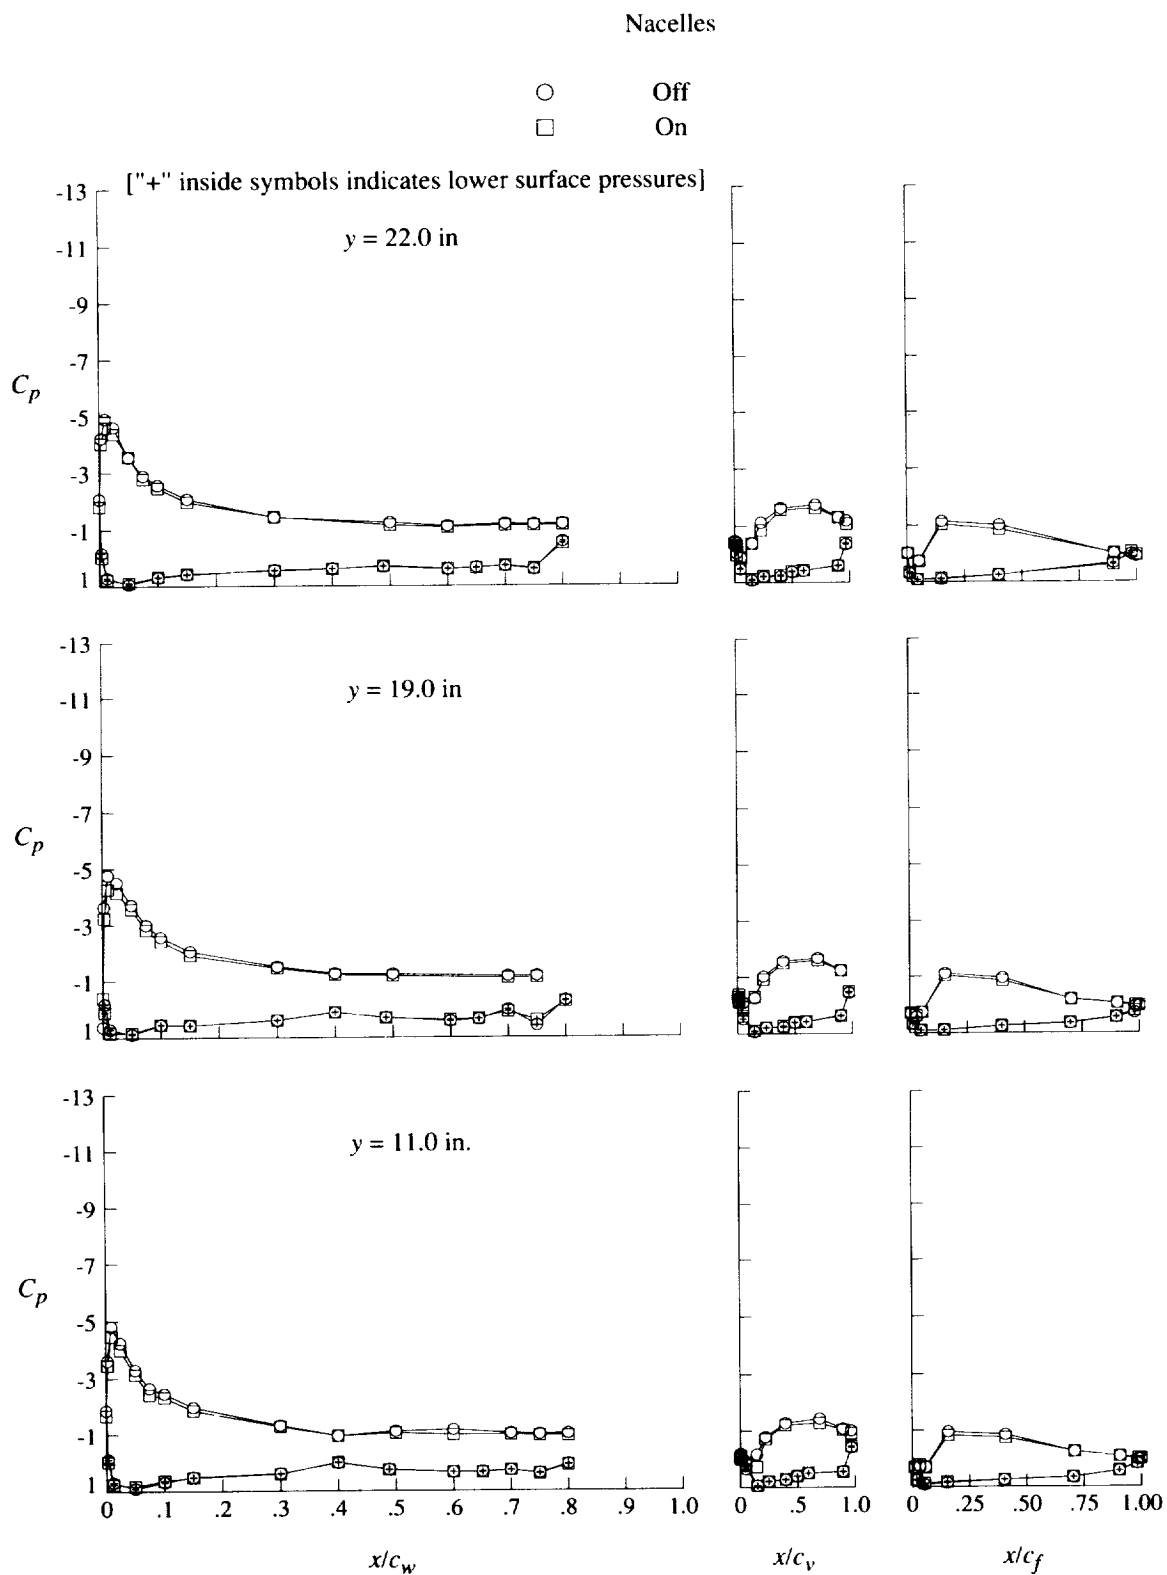 Nacelles
Off
On
["+" inside symbols indicates lower surface pressures]
y = 22.0 in
-13
-11
-9
-7
-5
-3
-1
1
C_p
y = 19.0 in
-13
-11
-9
-7
-5
-3
-1
1
C_p
y = 11.0 in.
-13
-11
-9
-7
-5
-3
-1
1
C_p
0 .1 .2 .3 .4 .5 .6 .7 .8 .9 1.0
0 .5 1.0
0 .25 .50 .75 1.00
x/c_w
x/c_v
x/c_f